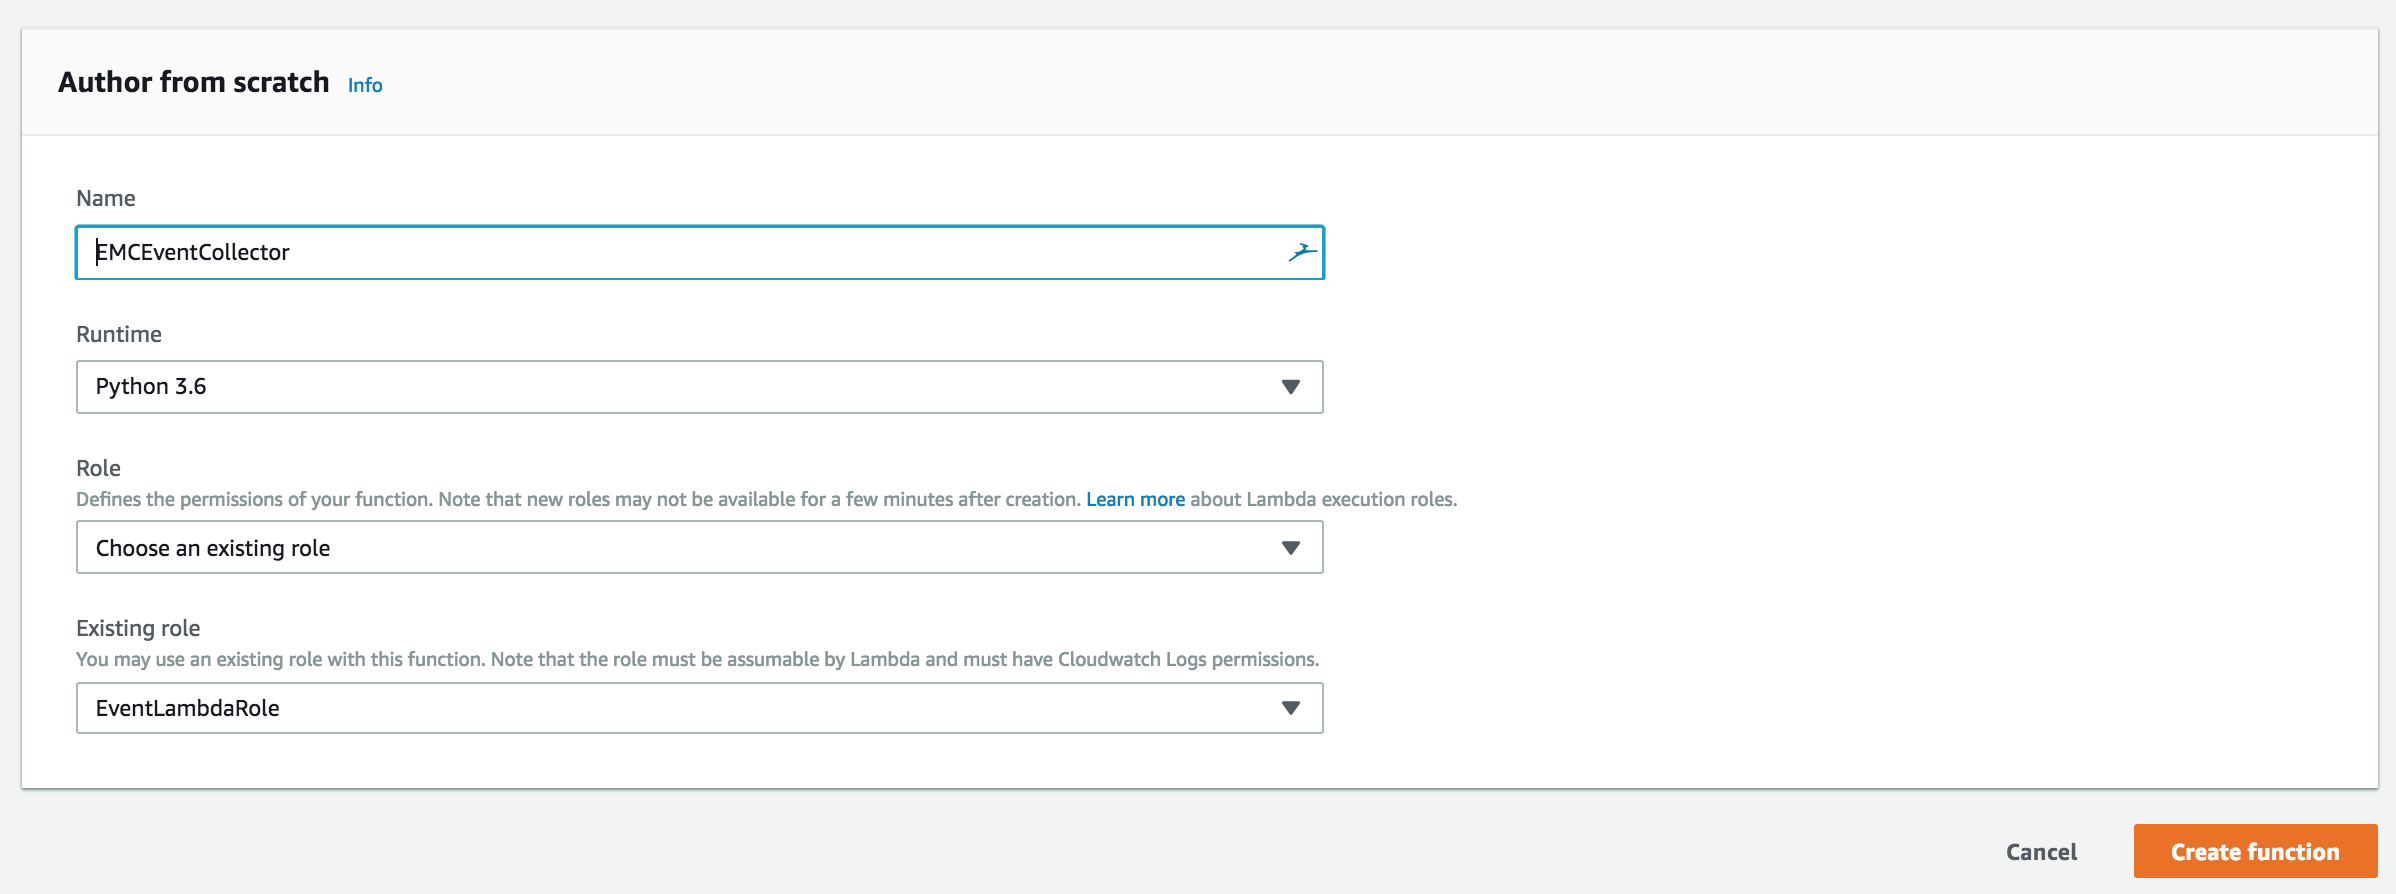 Author from scratch Info
Name
EMCEventCollector
Runtime
Python 3.6
Role
Defines the permissions of your function. Note that new roles may not be available for a few minutes after creation. Learn more about Lambda execution roles.
Choose an existing role
Existing role
You may use an existing role with this function. Note that the role must be assumable by Lambda and must have Cloudwatch Logs permissions.
EventLambdaRole
Cancel Create function